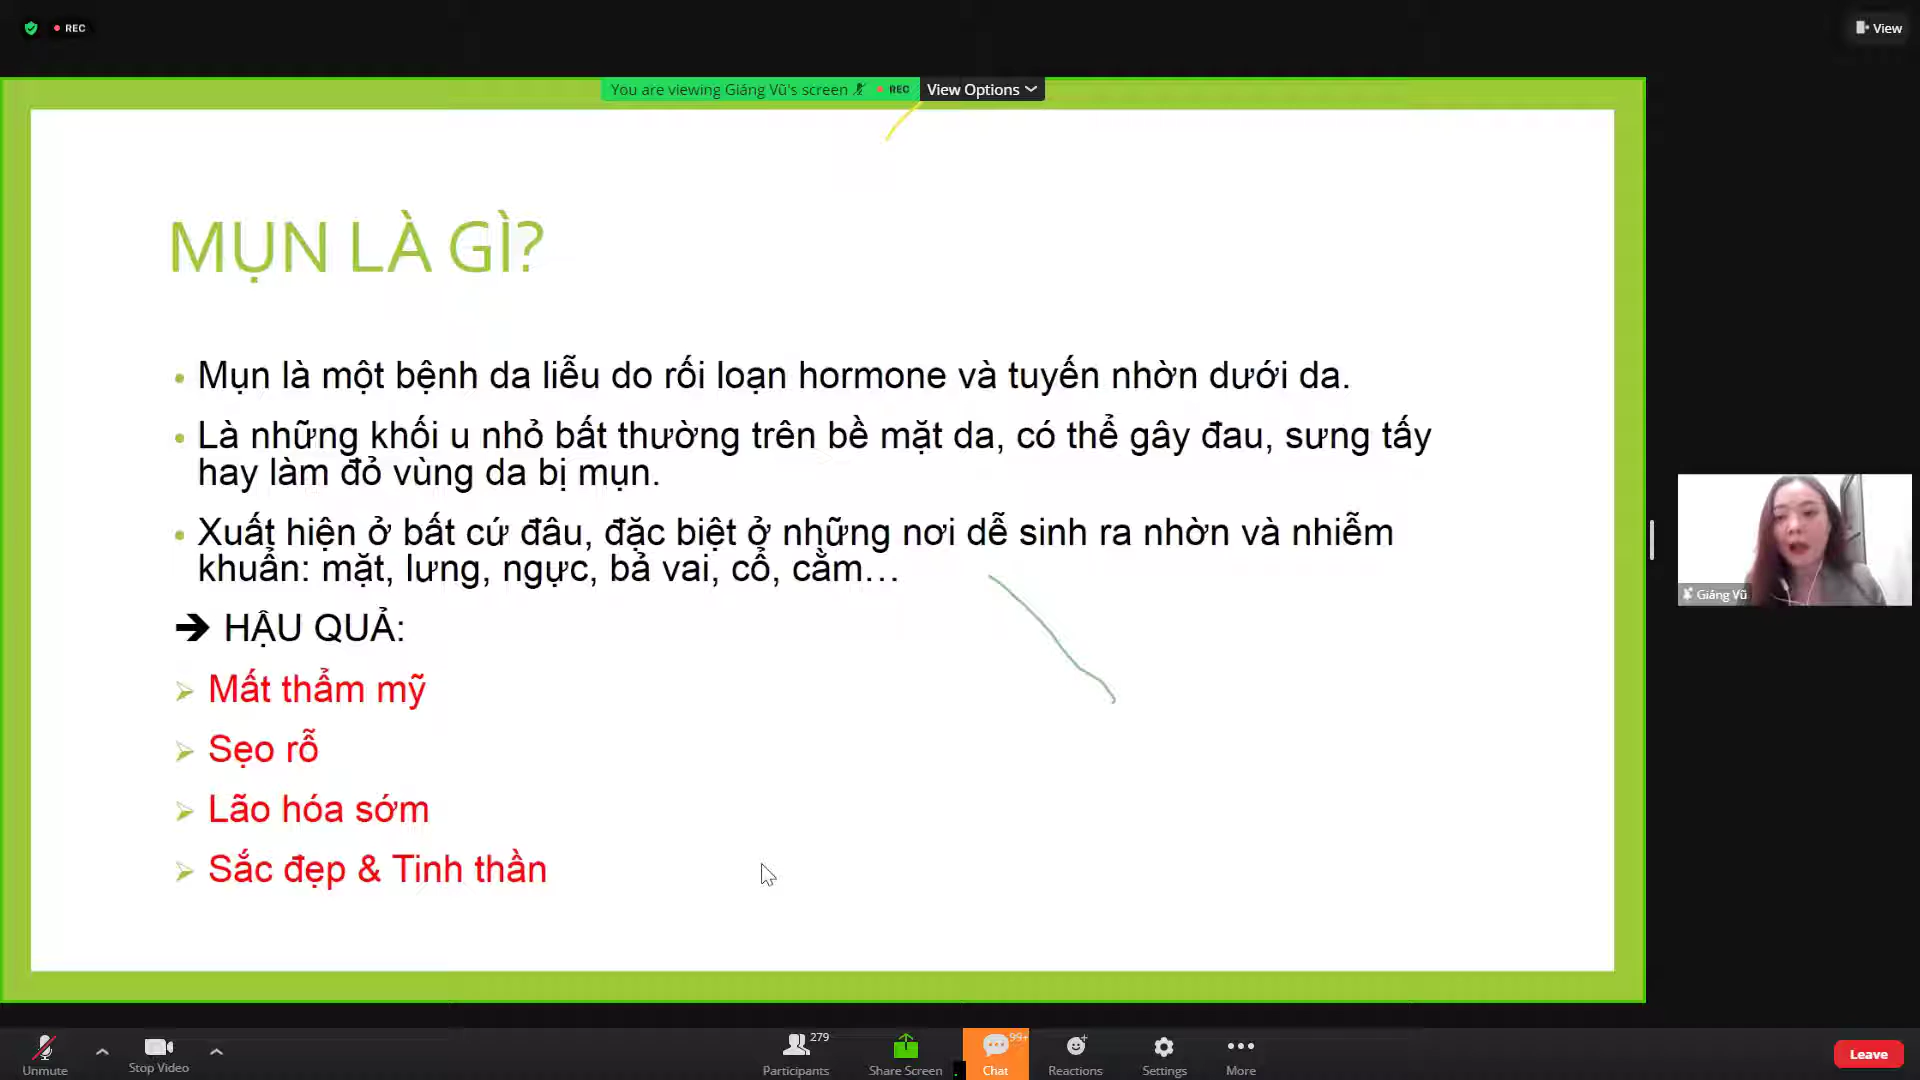 REC
View
You are viewing Giáng Vũ's screen REC View Options
MỤN LÀ GÌ?
Mụn là một bệnh da liễu do rối loạn hormone và tuyến nhờn dưới da.
Là những khối u nhỏ bất thường trên bề mặt da, có thể gây đau, sưng tấy
hay làm đỏ vùng da bị mụn.
Xuất hiện ở bất cứ đâu, đặc biệt ở những nơi dễ sinh ra nhờn và nhiễm
khuẩn: mặt, lưng, ngực, bả vai, cổ, cằm…
➔ HẬU QUẢ:
Mất thẩm mỹ
Sẹo rỗ
Lão hóa sớm
Sắc đẹp & Tinh thần
Giáng Vũ
279
99+
Unmute
Stop Video
Participants
Share Screen
Chat
Reactions
Settings
More
Leave